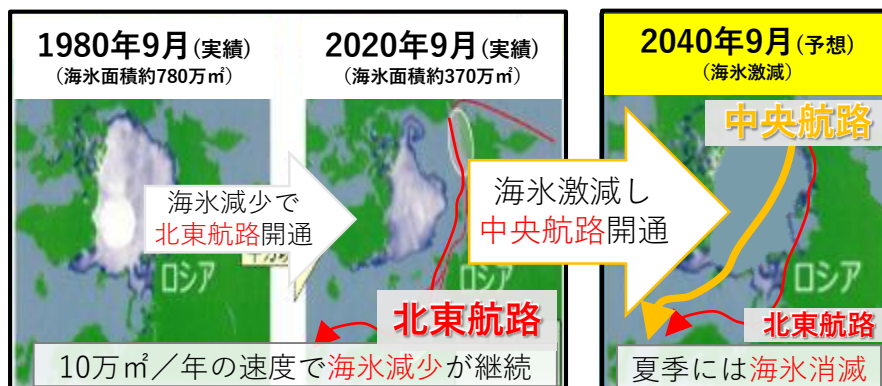 1980年9月(実績)
(海氷面積約780万㎡)
2020年9月(実績)
(海氷面積約370万㎡)
2040年9月(予想)
(海氷激減)
海氷減少で
北東航路開通
海氷激減し
中央航路開通
中央航路
ロシア
ロシア
ロシア
北東航路
北東航路
10万㎡/年の速度で海氷減少が継続
夏季には海氷消滅